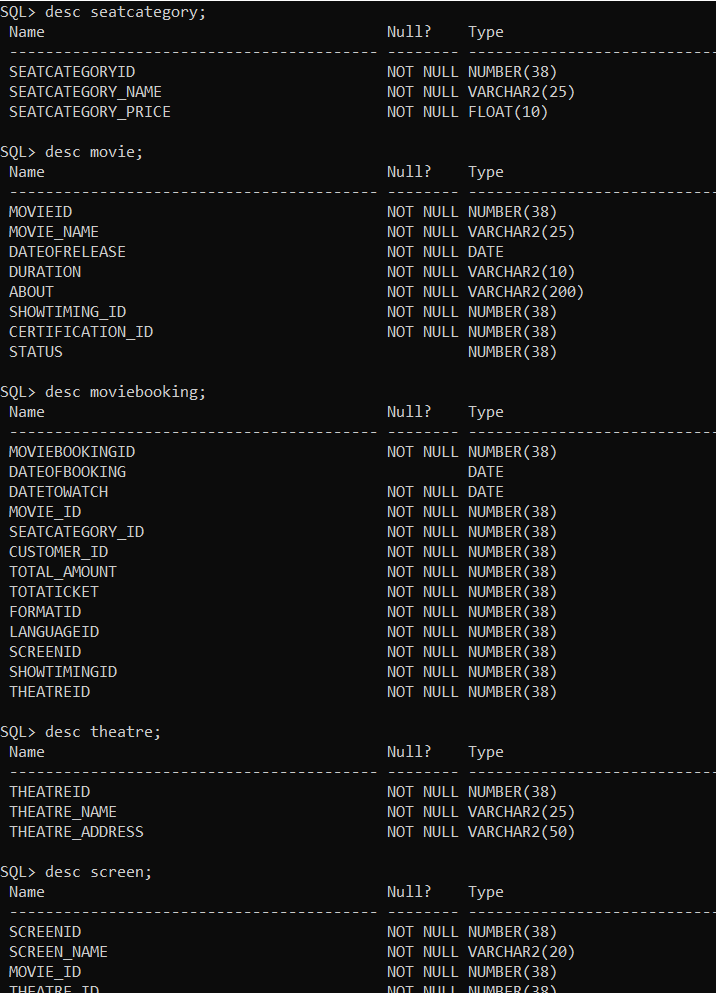 SQL> desc seatcategory;
 Name                                      Null?    Type
 ----------------------------------------- -------- ----------------------------
 SEATCATEGORYID                            NOT NULL NUMBER(38)
 SEATCATEGORY_NAME                         NOT NULL VARCHAR2(25)
 SEATCATEGORY_PRICE                        NOT NULL FLOAT(10)

SQL> desc movie;
 Name                                      Null?    Type
 ----------------------------------------- -------- ----------------------------
 MOVIEID                                   NOT NULL NUMBER(38)
 MOVIE_NAME                                NOT NULL VARCHAR2(25)
 DATEOFRELEASE                             NOT NULL DATE
 DURATION                                  NOT NULL VARCHAR2(10)
 ABOUT                                     NOT NULL VARCHAR2(200)
 SHOWTIMING_ID                             NOT NULL NUMBER(38)
 CERTIFICATION_ID                          NOT NULL NUMBER(38)
 STATUS                                             NUMBER(38)

SQL> desc moviebooking;
 Name                                      Null?    Type
 ----------------------------------------- -------- ----------------------------
 MOVIEBOOKINGID                            NOT NULL NUMBER(38)
 DATEOFBOOKING                                      DATE
 DATETOWATCH                               NOT NULL DATE
 MOVIE_ID                                  NOT NULL NUMBER(38)
 SEATCATEGORY_ID                           NOT NULL NUMBER(38)
 CUSTOMER_ID                               NOT NULL NUMBER(38)
 TOTAL_AMOUNT                              NOT NULL NUMBER(38)
 TOTATICKET                                NOT NULL NUMBER(38)
 FORMATID                                  NOT NULL NUMBER(38)
 LANGUAGEID                                NOT NULL NUMBER(38)
 SCREENID                                  NOT NULL NUMBER(38)
 SHOWTIMINGID                              NOT NULL NUMBER(38)
 THEATREID                                 NOT NULL NUMBER(38)

SQL> desc theatre;
 Name                                      Null?    Type
 ----------------------------------------- -------- ----------------------------
 THEATREID                                 NOT NULL NUMBER(38)
 THEATRE_NAME                              NOT NULL VARCHAR2(25)
 THEATRE_ADDRESS                           NOT NULL VARCHAR2(50)

SQL> desc screen;
 Name                                      Null?    Type
 ----------------------------------------- -------- ----------------------------
 SCREENID                                  NOT NULL NUMBER(38)
 SCREEN_NAME                               NOT NULL VARCHAR2(20)
 MOVIE_ID                                  NOT NULL NUMBER(38)
 THEATRE_ID                                NOT NULL NUMBER(38)